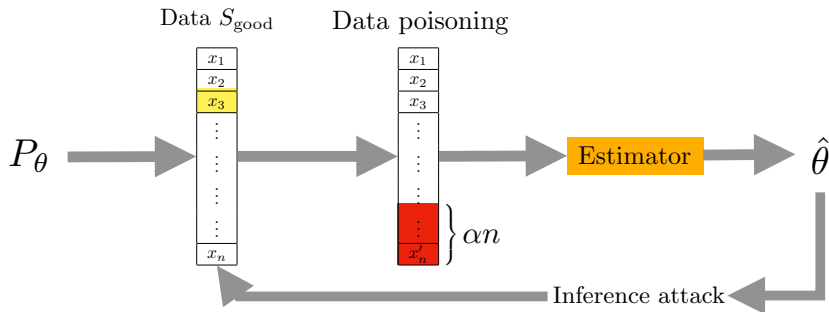 Data S_good
Data poisoning
x_1
x_2
x_3
⋮
⋮
⋮
x_n
x_1
x_2
x_3
⋮
⋮
⋮
x'_n
P_θ
αn
Estimator
θ̂
Inference attack